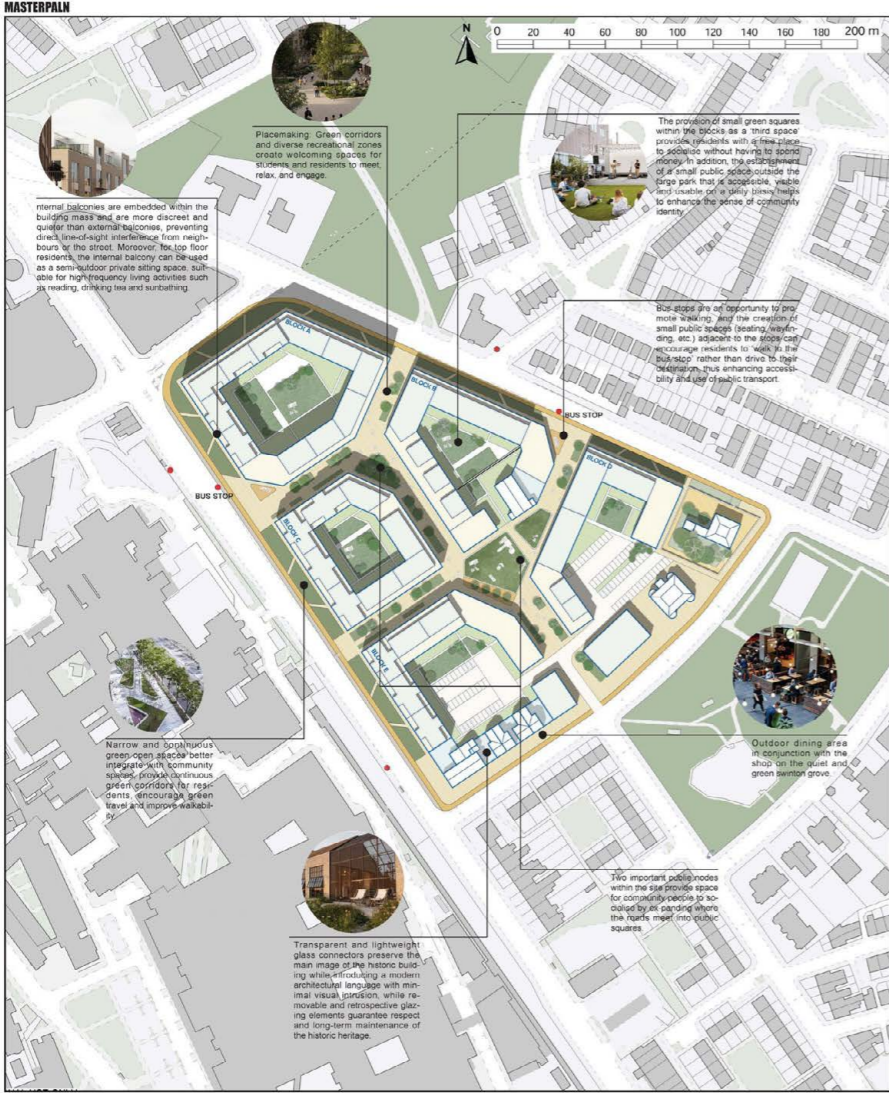 MASTERPALN
N
0 20 40 60 80 100 120 140 160 180 200 m
Placemaking: Green corridors
and diverse recreational zones
create welcoming spaces for
students and residents to meet,
relax, and engage.
The provision of small green squares
within the blocks as a 'third space'
provides residents with a free place
to socialise without having to spend
money. In addition, the establishment
of a small public space outside the
large park that is accessible, visible
and usable on a daily basis helps
to enhance the sense of community
identity.
nternal balconies are embedded within the
building mass and are more discreet and
quieter than external balconies, preventing
direct line-of-sight interference from neigh-
bours or the street. Moreover, for top floor
residents, the internal balcony can be used
as a semi-outdoor private sitting space, suit-
able for high-frequency living activities such
as reading, drinking tea and sunbathing.
Bus stops are an opportunity to pro-
mote walking, and the creation of
small public spaces (seating, wayfin-
ding, etc.) adjacent to the stops can
encourage residents to 'walk to the
bus stop' rather than drive to their
destination, thus enhancing accessi-
bility and use of public transport.
BLOCK A
BLOCK B
BUS STOP
BLOCK D
BUS STOP
BLOCK C
BLOCK E
Narrow and continuous
green open spaces better
integrate with community
spaces, provide continuous
green corridors for resi-
dents, encourage green
travel and improve walkabil-
ity.
Outdoor dining area
in conjunction with the
shop on the quiet and
green swinton grove.
Two important public nodes
within the site provide space
for community people to so-
cialise by ex-panding where
the roads meet into public
squares.
Transparent and lightweight
glass connectors preserve the
main image of the historic build-
ing while introducing a modern
architectural language with min-
imal visual intrusion, while re-
movable and retrospective glaz-
ing elements guarantee respect
and long-term maintenance of
the historic heritage.